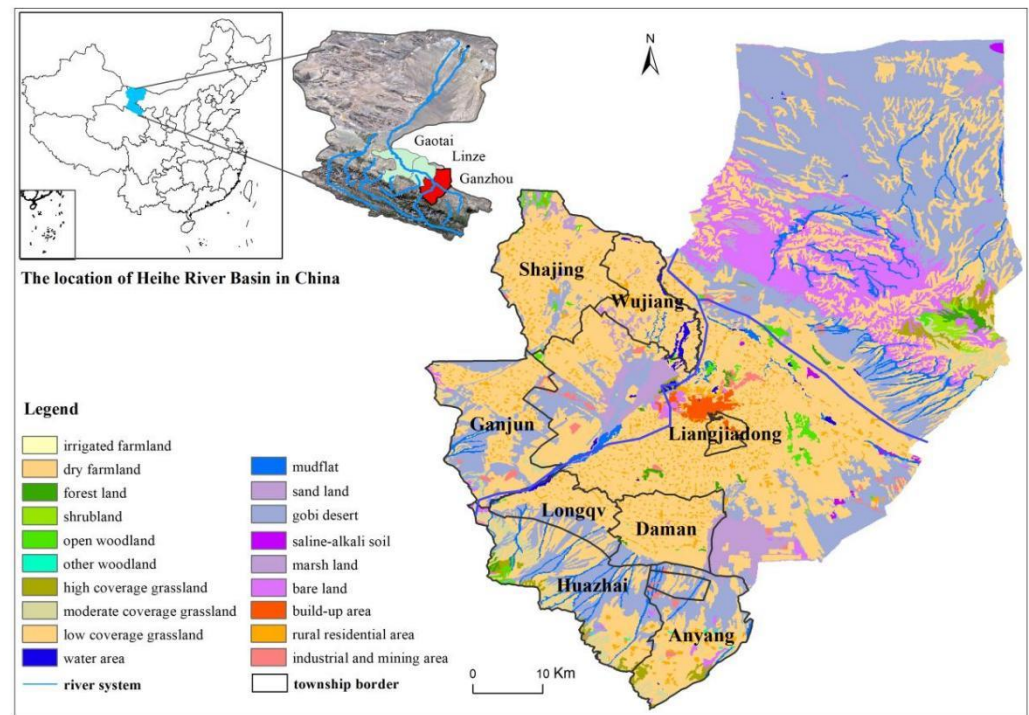 N
Gaotai
Linze
Ganzhou
The location of Heihe River Basin in China
Shajing
Wujiang
Ganjun
Liangjiadong
Longqv
Daman
Huazhai
Anyang
Legend
irrigated farmland
dry farmland
forest land
shrubland
open woodland
other woodland
high coverage grassland
moderate coverage grassland
low coverage grassland
water area
river system
mudflat
sand land
gobi desert
saline-alkali soil
marsh land
bare land
build-up area
rural residential area
industrial and mining area
township border
0 10 Km